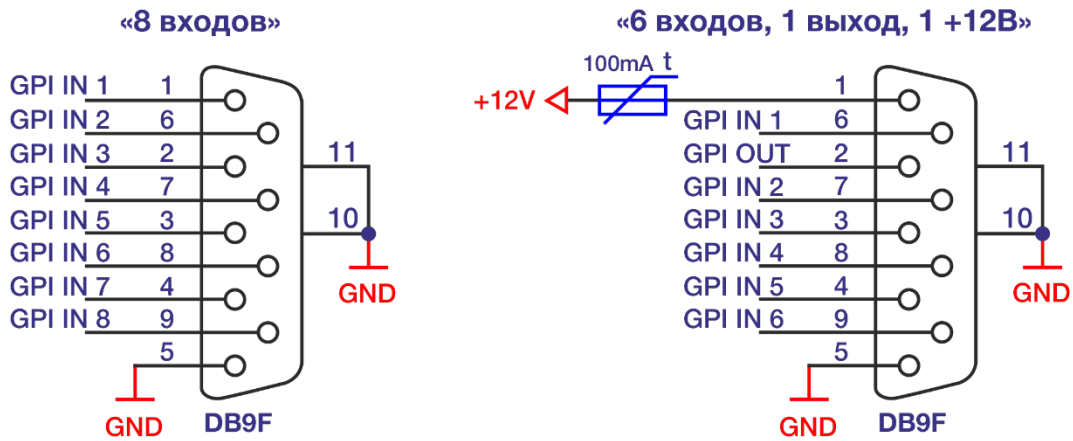 «8 входов»
GPI IN 1 1
GPI IN 2 6
GPI IN 3 2
GPI IN 4 7
GPI IN 5 3
GPI IN 6 8
GPI IN 7 4
GPI IN 8 9
5
11
10
GND
GND
DB9F
«6 входов, 1 выход, 1 +12В»
100mA t
+12V
1
GPI IN 1 6
GPI OUT 2
GPI IN 2 7
GPI IN 3 3
GPI IN 4 8
GPI IN 5 4
GPI IN 6 9
5
11
10
GND
GND
DB9F